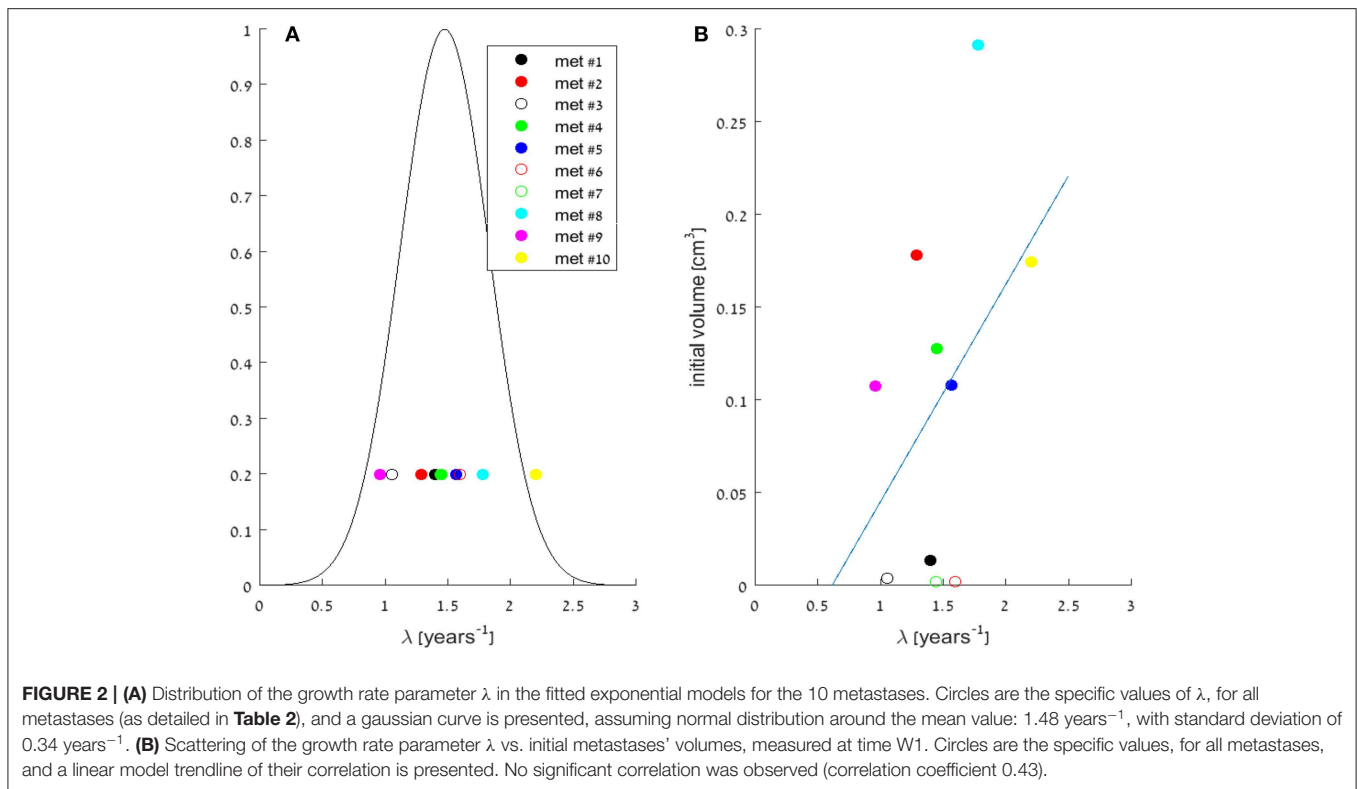 A
1
0.9
0.8
0.7
0.6
0.5
0.4
0.3
0.2
0.1
0
0 0.5 1 1.5 2 2.5 3
λ [years⁻¹]
met #1
met #2
met #3
met #4
met #5
met #6
met #7
met #8
met #9
met #10
B
0.3
0.25
0.2
0.15
0.1
0.05
0
initial volume [cm³]
0 0.5 1 1.5 2 2.5 3
λ [years⁻¹]
FIGURE 2 | (A) Distribution of the growth rate parameter λ in the fitted exponential models for the 10 metastases. Circles are the specific values of λ, for all
metastases (as detailed in Table 2), and a gaussian curve is presented, assuming normal distribution around the mean value: 1.48 years⁻¹, with standard deviation of
0.34 years⁻¹. (B) Scattering of the growth rate parameter λ vs. initial metastases' volumes, measured at time W1. Circles are the specific values, for all metastases,
and a linear model trendline of their correlation is presented. No significant correlation was observed (correlation coefficient 0.43).